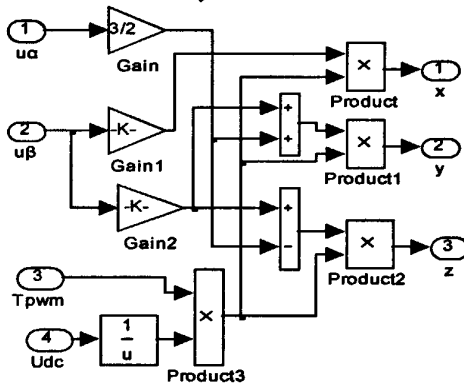 1
uα
3/2
Gain
×
Product
1
x
2
uβ
-K-
Gain1
+
+
×
Product1
2
y
-K-
Gain2
+
−
×
Product2
3
z
3
Tpwm
×
Product3
4
Udc
1
u